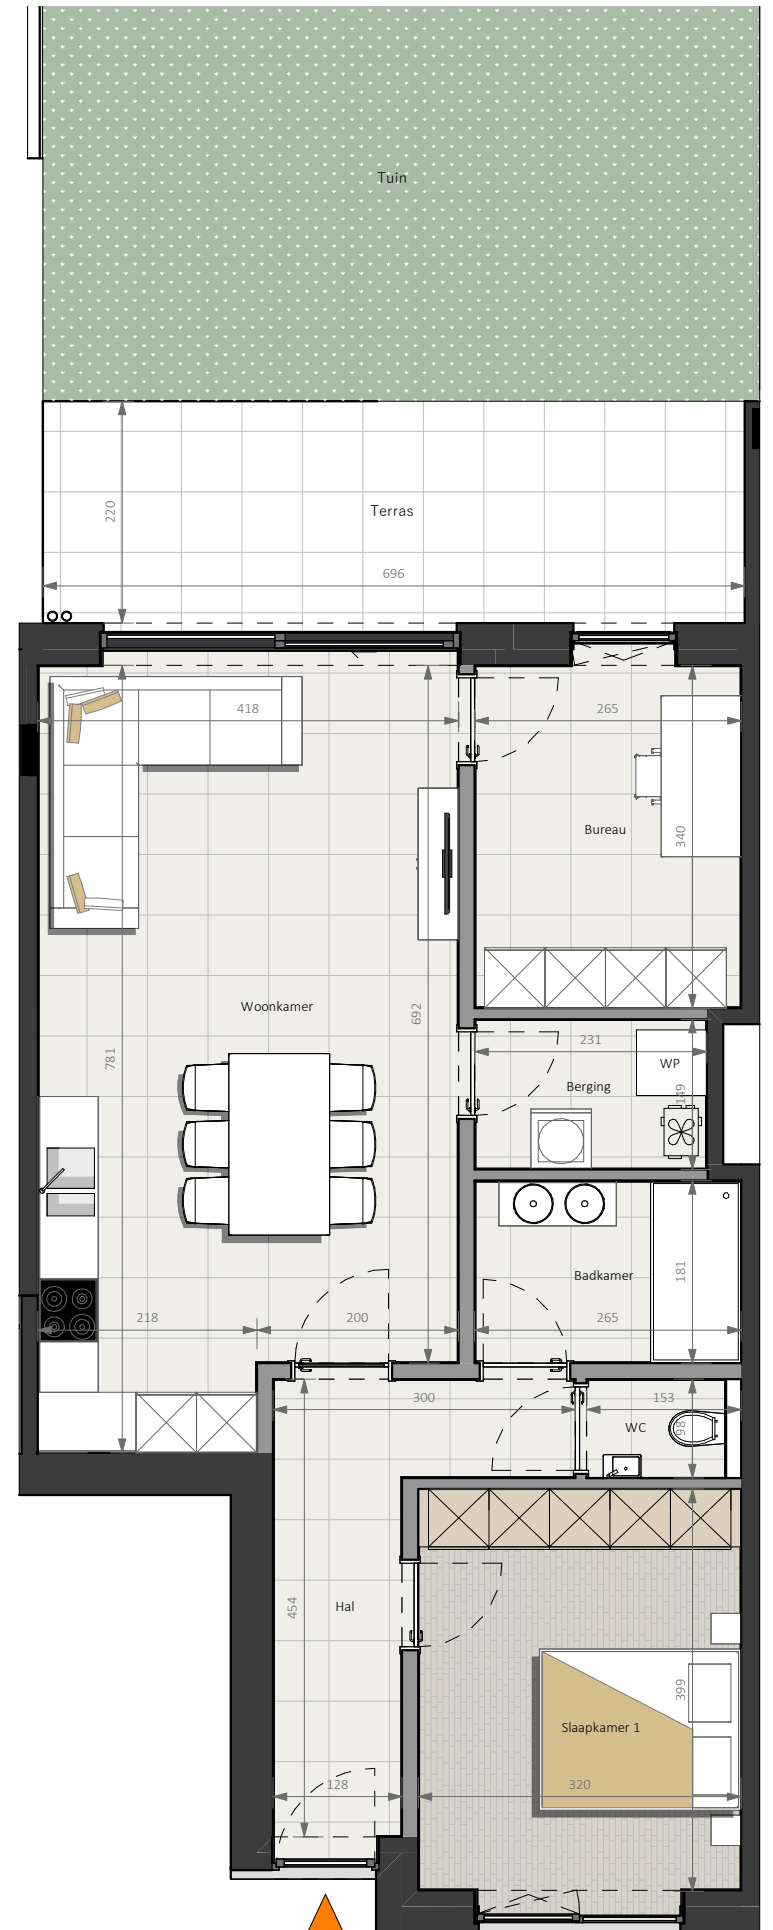 Tuin
220
Terras
696
418
265
Bureau
340
Woonkamer
692
781
231
WP
Berging
149
Badkamer
181
218
200
265
300
153
WC
98
454
Hal
399
Slaapkamer 1
128
320